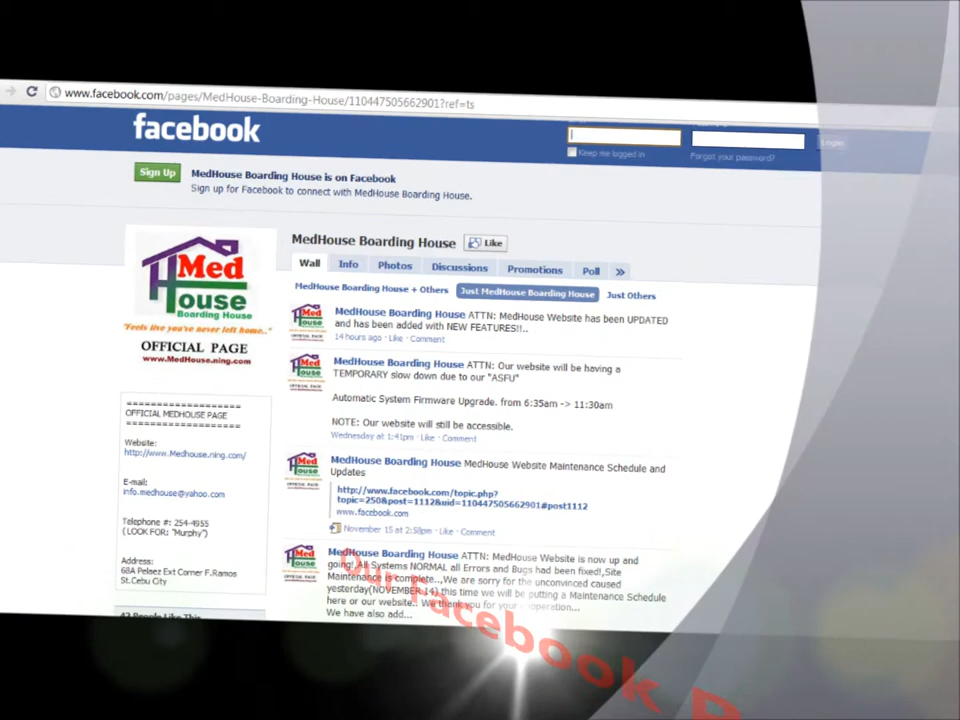 www.facebook.com/pages/MedHouse-Boarding-House/110447505662901?ref=ts
facebook
Keep me logged in
Forgot your password?
Login
Sign Up
MedHouse Boarding House is on Facebook
Sign up for Facebook to connect with MedHouse Boarding House.
Med
House
Boarding House
"Feels like you've never left home.."
OFFICIAL PAGE
www.MedHouse.ning.com
MedHouse Boarding House
Like
Wall Info Photos Discussions Promotions Poll »
MedHouse Boarding House + Others Just MedHouse Boarding House Just Others
MedHouse Boarding House ATTN: MedHouse Website has been UPDATED
and has been added with NEW FEATURES!!..
14 hours ago · Like · Comment
MedHouse Boarding House ATTN: Our website will be having a
TEMPORARY slow down due to our "ASFU"
Automatic System Firmware Upgrade. from 6:35am -> 11:30am
NOTE: Our website will still be accessible.
Wednesday at 1:41pm · Like · Comment
MedHouse Boarding House MedHouse Website Maintenance Schedule and
Updates
http://www.facebook.com/topic.php?
topic=250&post=1112&uid=110447505662901#post1112
www.facebook.com
November 15 at 2:58pm · Like · Comment
MedHouse Boarding House ATTN: MedHouse Website is now up and
going!,All Systems NORMAL all Errors and Bugs had been fixed!,Site
Maintenance is complete..,We are sorry for the unconvinced caused
yesterday(NOVEMBER 14) this time we will be putting a Maintenance Schedule
here or our website.. We thank you for your
We have also add...
====================
OFFICIAL MEDHOUSE PAGE
====================
Website:
http://www.Medhouse.ning.com/
E-mail:
info.medhouse@yahoo.com
Telephone #: 254-4955
( LOOK FOR: "Murphy")
Address:
68A Pelaez Ext Corner F.Ramos
St.Cebu City
People Like This
Our Facebook P